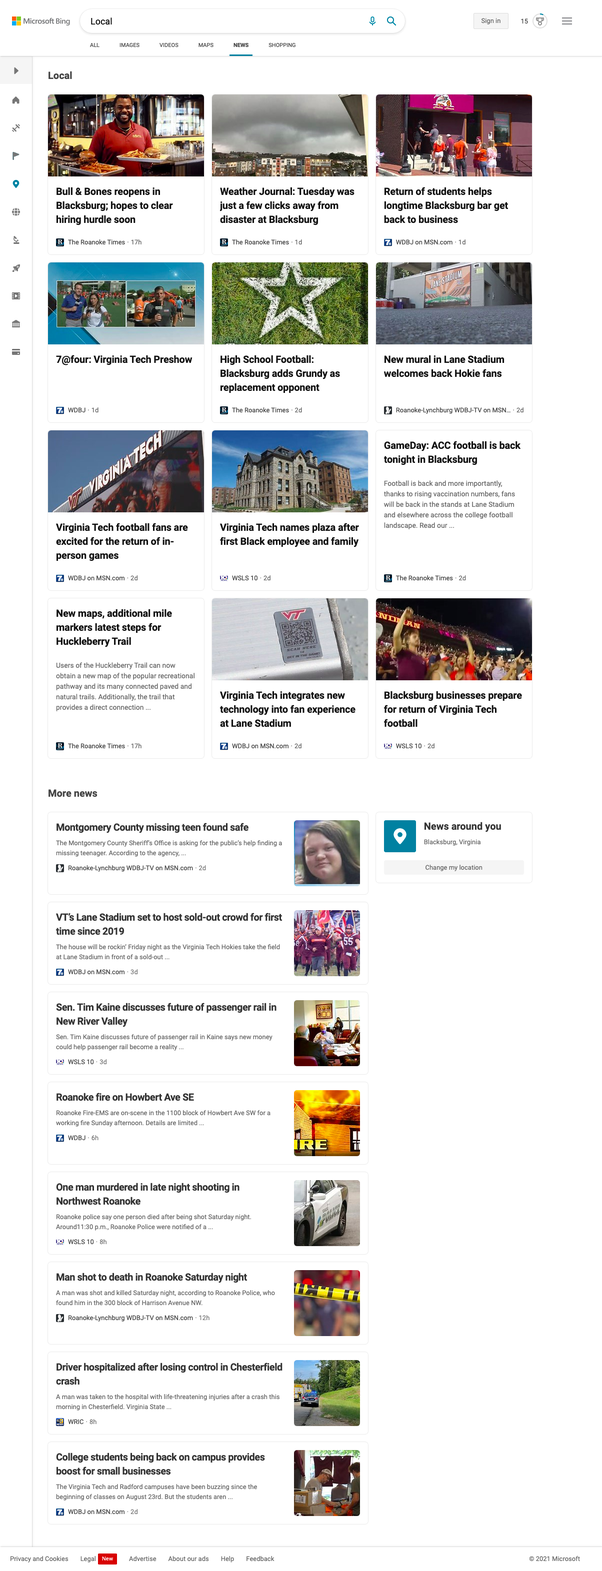 Microsoft Bing
Local
Sign in
15
ALL
IMAGES
VIDEOS
MAPS
NEWS
SHOPPING
Local
Bull & Bones reopens in
Blacksburg; hopes to clear
hiring hurdle soon
The Roanoke Times · 17h
Weather Journal: Tuesday was
just a few clicks away from
disaster at Blacksburg
The Roanoke Times · 1d
Return of students helps
longtime Blacksburg bar get
back to business
WDBJ on MSN.com · 1d
7@four: Virginia Tech Preshow
WDBJ · 1d
High School Football:
Blacksburg adds Grundy as
replacement opponent
The Roanoke Times · 2d
New mural in Lane Stadium
welcomes back Hokie fans
Roanoke-Lynchburg WDBJ-TV on MSN... · 2d
VT VIRGINIA TECH
Virginia Tech football fans are
excited for the return of in-
person games
WDBJ on MSN.com · 2d
Virginia Tech names plaza after
first Black employee and family
WSLS 10 · 2d
GameDay: ACC football is back
tonight in Blacksburg
Football is back and more importantly,
thanks to rising vaccination numbers, fans
will be back in the stands at Lane Stadium
and elsewhere across the college football
landscape. Read our ...
The Roanoke Times · 2d
New maps, additional mile
markers latest steps for
Huckleberry Trail
Users of the Huckleberry Trail can now
obtain a new map of the popular recreational
pathway and its many connected paved and
natural trails. Additionally, the trail that
provides a direct connection ...
The Roanoke Times · 17h
VT
Virginia Tech integrates new
technology into fan experience
at Lane Stadium
WDBJ on MSN.com · 2d
Blacksburg businesses prepare
for return of Virginia Tech
football
WSLS 10 · 2d
More news
Montgomery County missing teen found safe
The Montgomery County Sheriff's Office is asking for the public's help finding a
missing teenager. According to the agency, ...
Roanoke-Lynchburg WDBJ-TV on MSN.com · 2d
News around you
Blacksburg, Virginia
Change my location
VT's Lane Stadium set to host sold-out crowd for first
time since 2019
The house will be rockin' Friday night as the Virginia Tech Hokies take the field
at Lane Stadium in front of a sold-out ...
WDBJ on MSN.com · 3d
55
Sen. Tim Kaine discusses future of passenger rail in
New River Valley
Sen. Tim Kaine discusses future of passenger rail in Kaine says new money
could help passenger rail become a reality ...
WSLS 10 · 3d
Roanoke fire on Howbert Ave SE
Roanoke Fire-EMS are on-scene in the 1100 block of Howbert Ave SW for a
working fire Sunday afternoon. Details are limited ...
WDBJ · 6h
IRE
One man murdered in late night shooting in
Northwest Roanoke
Roanoke police say one person died after being shot Saturday night.
Around11:30 p.m., Roanoke Police were notified of a ...
WSLS 10 · 8h
Man shot to death in Roanoke Saturday night
A man was shot and killed Saturday night, according to Roanoke Police, who
found him in the 300 block of Harrison Avenue NW.
Roanoke-Lynchburg WDBJ-TV on MSN.com · 12h
Driver hospitalized after losing control in Chesterfield
crash
A man was taken to the hospital with life-threatening injuries after a crash this
morning in Chesterfield. Virginia State ...
WRIC · 8h
College students being back on campus provides
boost for small businesses
The Virginia Tech and Radford campuses have been buzzing since the
beginning of classes on August 23rd. But the students aren ...
WDBJ on MSN.com · 2d
Privacy and Cookies
Legal
New
Advertise
About our ads
Help
Feedback
© 2021 Microsoft